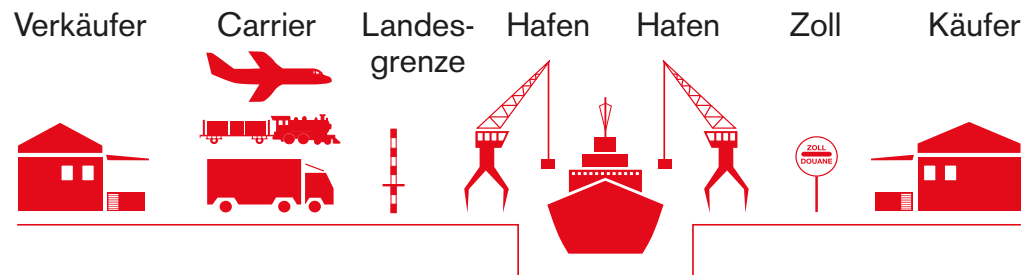 Verkäufer
Carrier
Landes-
grenze
Hafen
Hafen
Zoll
Käufer
ZOLL
DOUANE